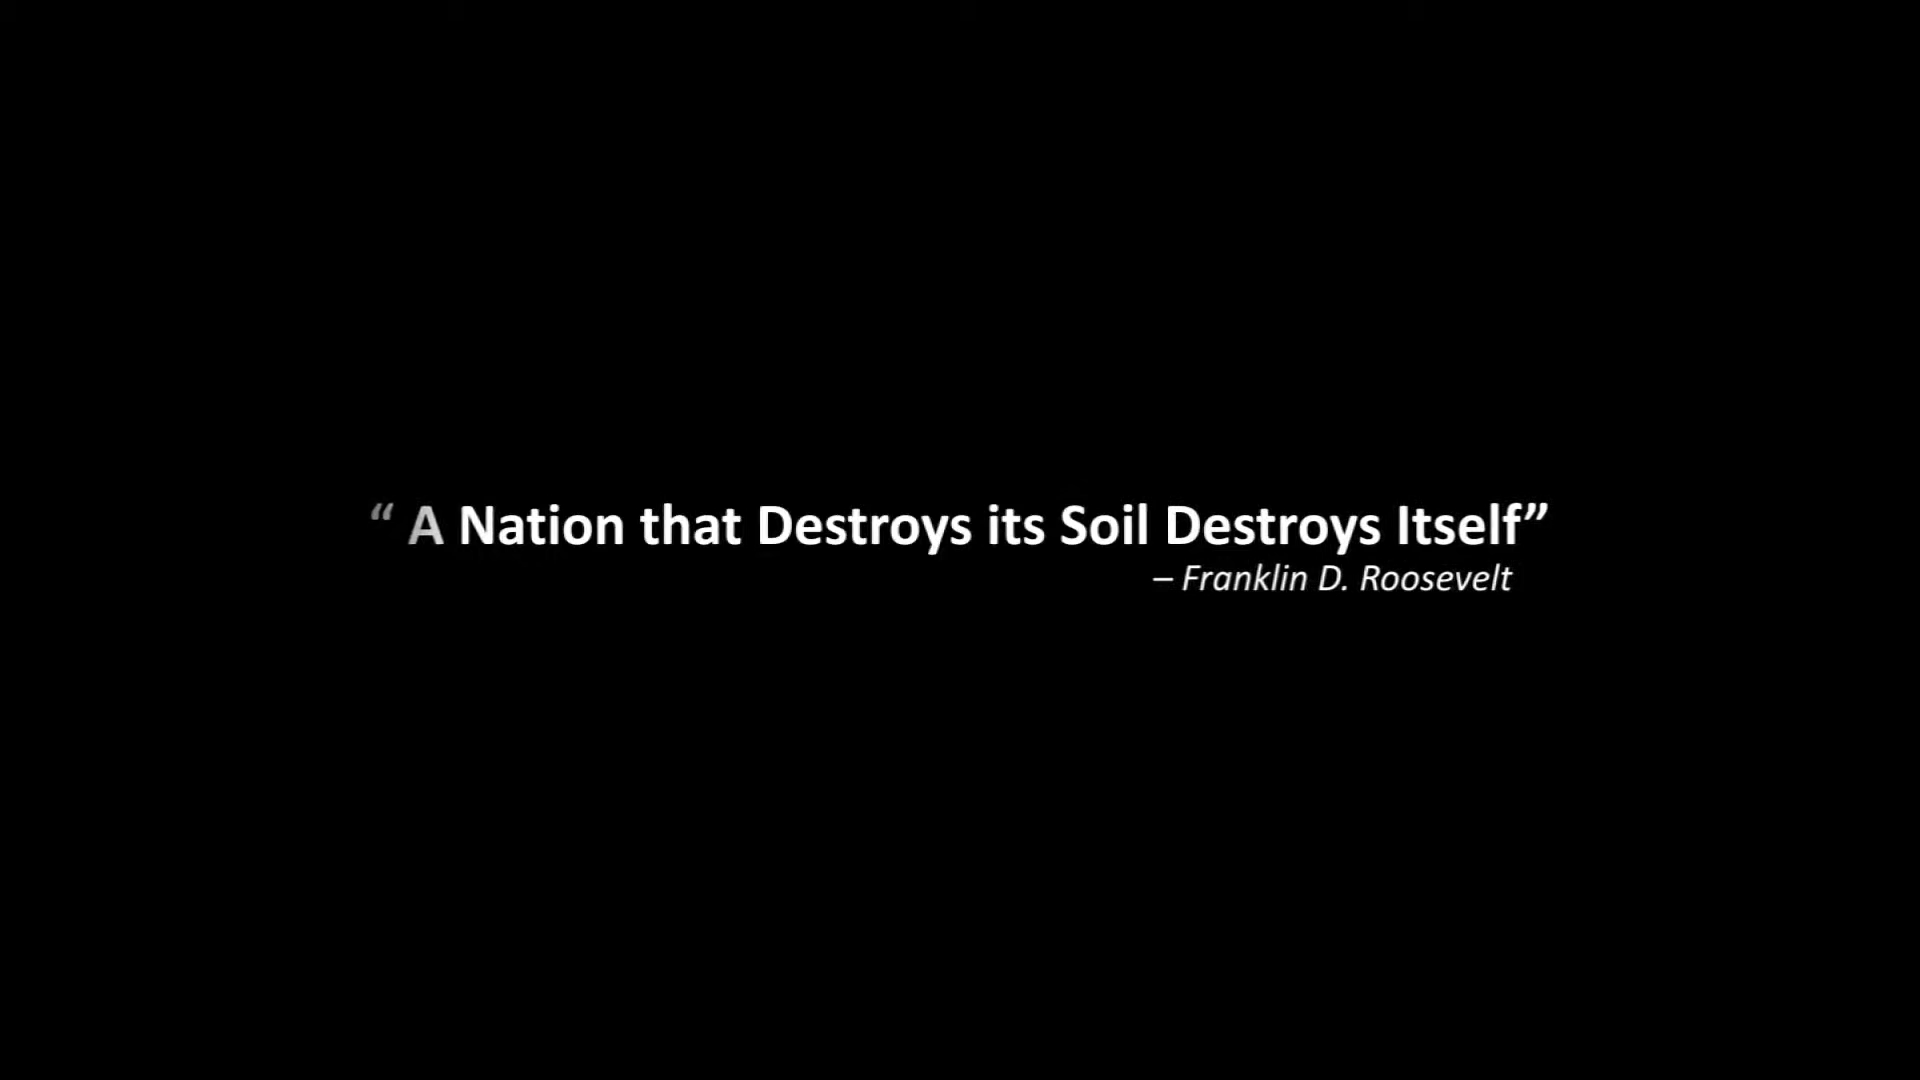 “ A Nation that Destroys its Soil Destroys Itself”
– Franklin D. Roosevelt